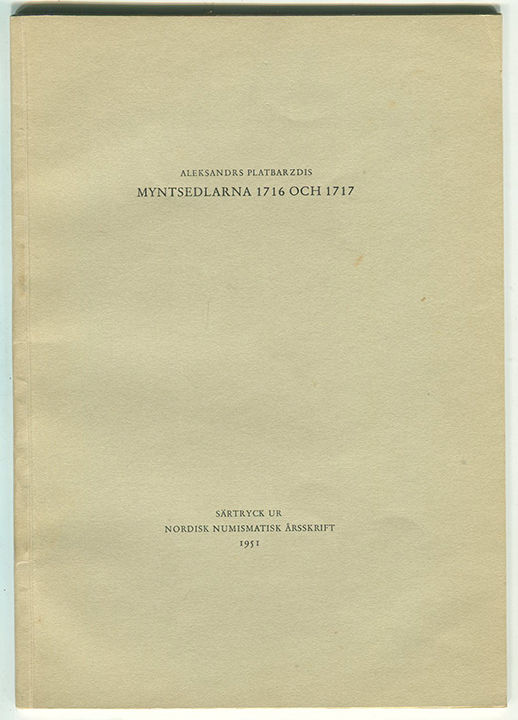 ALEKSANDRS PLATBARZDIS
MYNTSEDLARNA 1716 OCH 1717
SÄRTRYCK UR
NORDISK NUMISMATISK ÅRSSKRIFT
1951